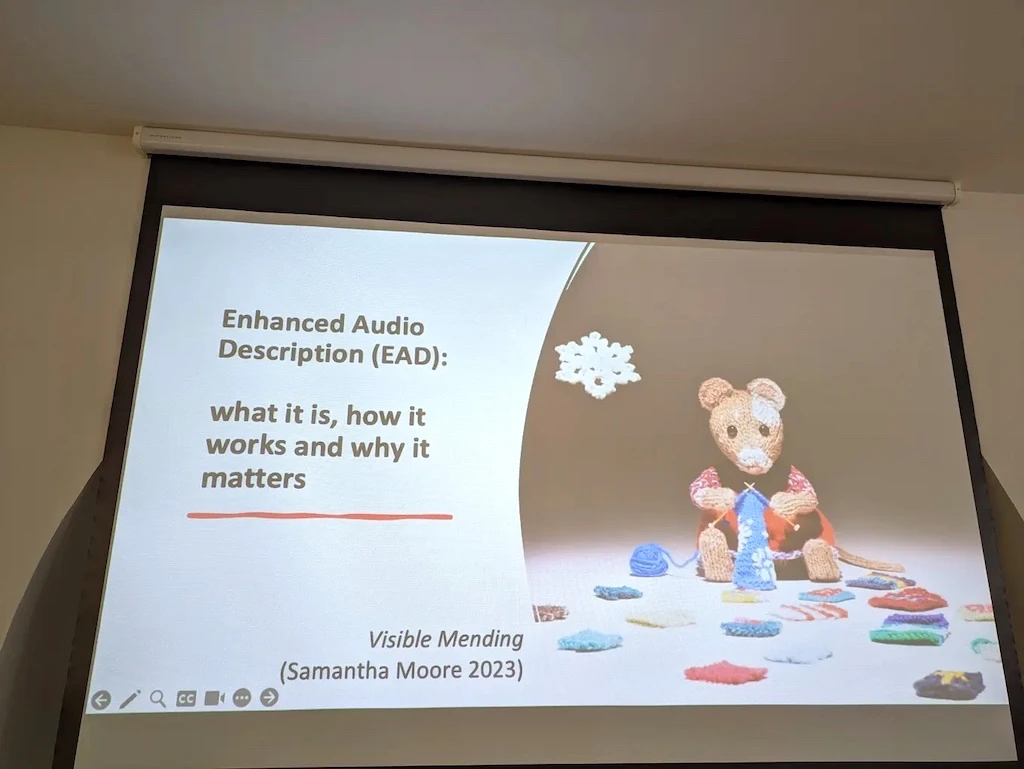 Enhanced Audio
Description (EAD):
what it is, how it
works and why it
matters
Visible Mending
(Samantha Moore 2023)
CC